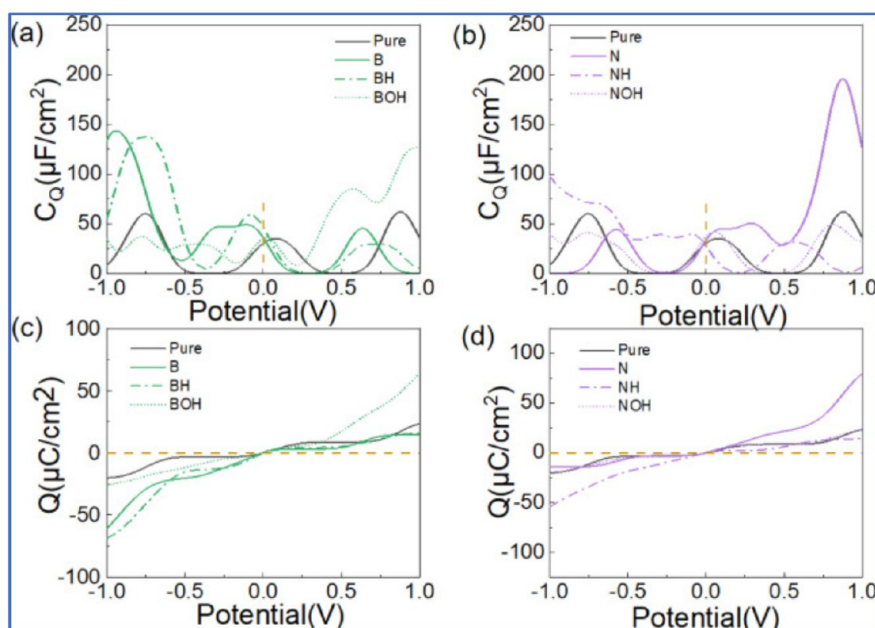 (a)
250
200
150
100
50
0
C_Q(µF/cm²)
Pure
B
BH
BOH
-1.0 -0.5 0.0 0.5 1.0
Potential(V)
(b)
250
200
150
100
50
0
C_Q(µF/cm²)
Pure
N
NH
NOH
-1.0 -0.5 0.0 0.5 1.0
Potential(V)
(c)
100
50
0
-50
-100
Q(µC/cm2)
Pure
B
BH
BOH
-1.0 -0.5 0.0 0.5 1.0
Potential(V)
(d)
100
50
0
-50
-100
Q(µC/cm²)
Pure
N
NH
NOH
-1.0 -0.5 0.0 0.5 1.0
Potential(V)